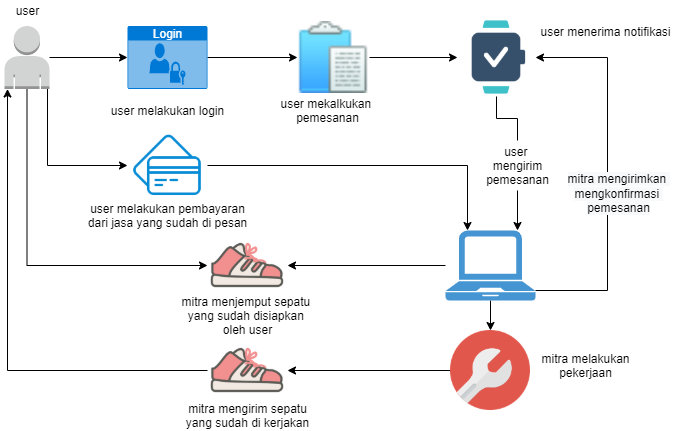 user
Login
user menerima notifikasi
user melakukan login
user mekalkukan
pemesanan
user
mengirim
pemesanan
mitra mengirimkan
mengkonfirmasi
pemesanan
user melakukan pembayaran
dari jasa yang sudah di pesan
mitra menjemput sepatu
yang sudah disiapkan
oleh user
mitra melakukan
pekerjaan
mitra mengirim sepatu
yang sudah di kerjakan